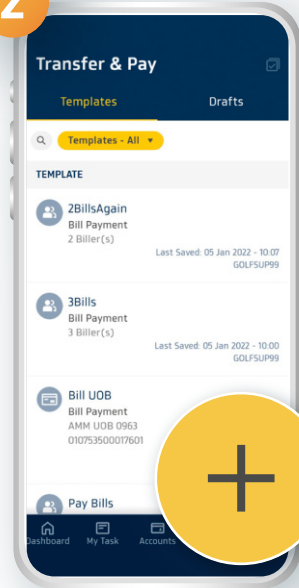 2
Transfer & Pay
Templates Drafts
Templates - All
TEMPLATE
2BillsAgain
Bill Payment
2 Biller(s)
Last Saved: 05 Jan 2022 - 10:07
GOLFSUP99
3Bills
Bill Payment
3 Biller(s)
Last Saved: 05 Jan 2022 - 10:00
GOLFSUP99
Bill UOB
Bill Payment
AMM UOB 0963
010753500017601
Pay Bills
Dashboard My Task Accounts